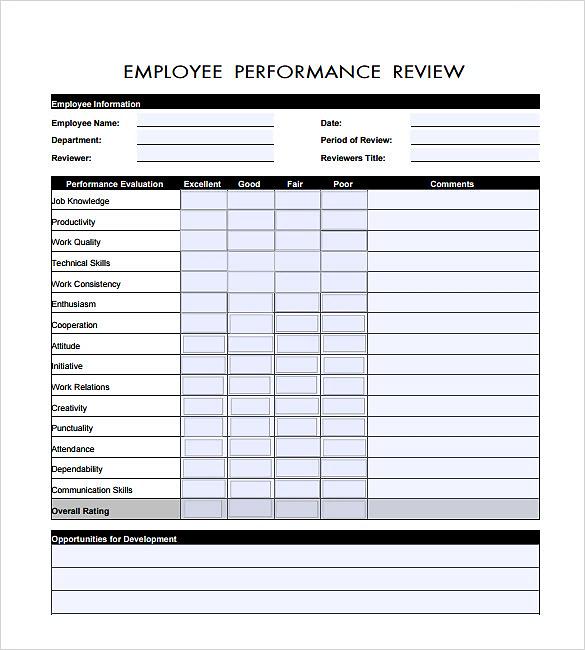 EMPLOYEE PERFORMANCE REVIEW
Employee Information
Employee Name: Date:
Department: Period of Review:
Reviewer: Reviewers Title:
Performance Evaluation Excellent Good Fair Poor Comments
Job Knowledge
Productivity
Work Quality
Technical Skills
Work Consistency
Enthusiasm
Cooperation
Attitude
Initiative
Work Relations
Creativity
Punctuality
Attendance
Dependability
Communication Skills
Overall Rating
Opportunities for Development